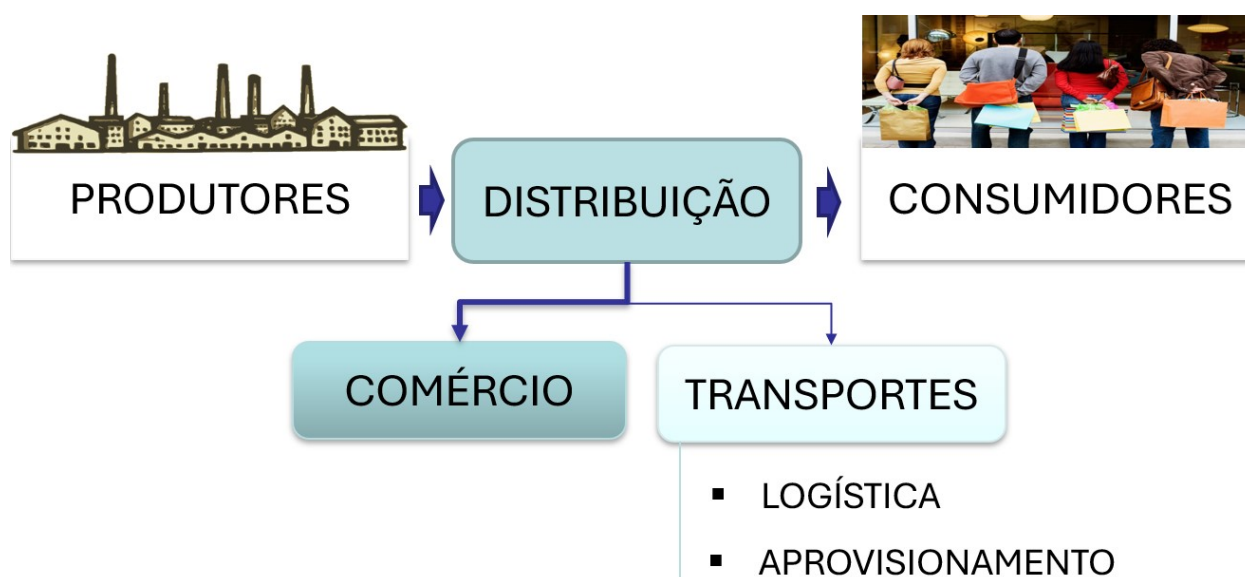 PRODUTORES
DISTRIBUIÇÃO
CONSUMIDORES
COMÉRCIO
TRANSPORTES
▪ LOGÍSTICA
▪ APROVISIONAMENTO